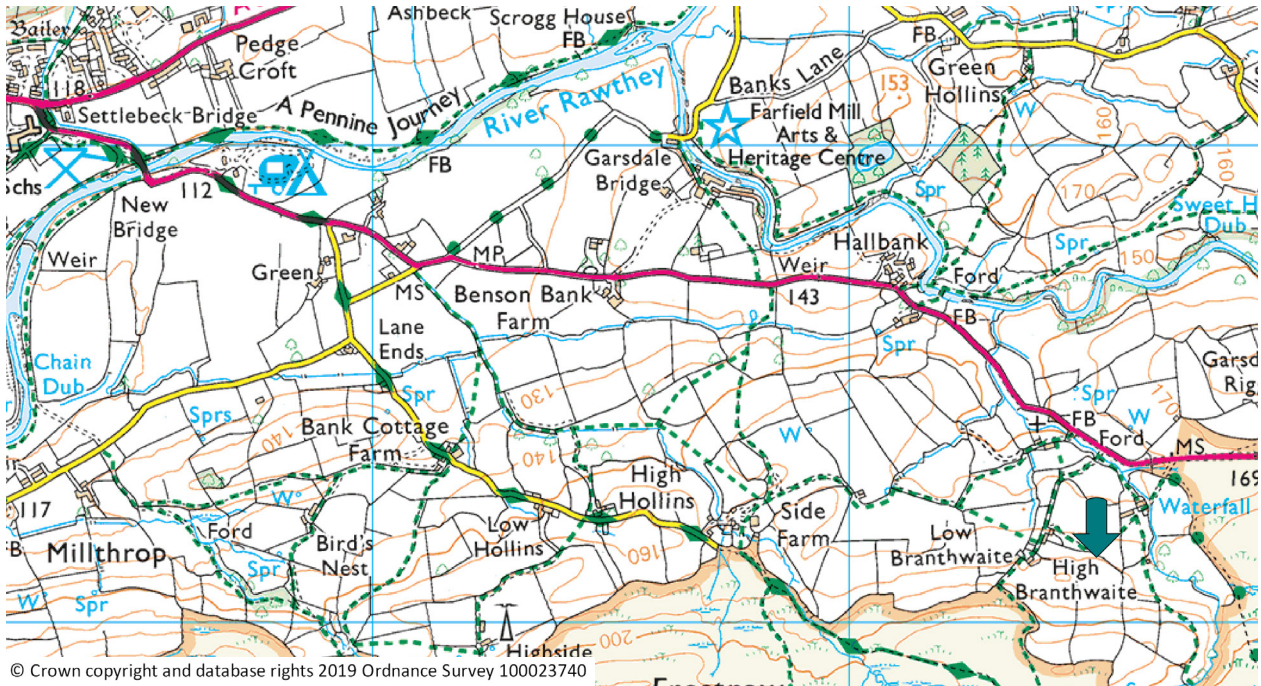 Bailey
Pedge
Croft
Ashbeck
Scrogg House
FB
118
Settlebeck Bridge
A Pennine Journey
River Rawthey
FB
Banks Lane
Farfield Mill
Arts &
Heritage Centre
Garsdale
Bridge
153
FB
Green
Hollins
W
160
160
170
Spr
Sweet H
Dub
Spr
150
chs
112
New
Bridge
Weir
Green
MP
MS
Benson Bank
Farm
Weir
143
Hallbank
Ford
FB
Spr
Lane
Ends
Chain
Dub
Sprs
140
Spr
Bank Cottage
Farm
130
140
W
Garsd
Rig
Spr
W
170
FB
Ford
MS
169
Waterfall
117
B
Millthrop
W
Ford
Spr
Bird's
Nest
W
Spr
Low
Hollins
High
Hollins
160
Side
Farm
Low
Branthwaite
High
Branthwaite
200
Highside
© Crown copyright and database rights 2019 Ordnance Survey 100023740